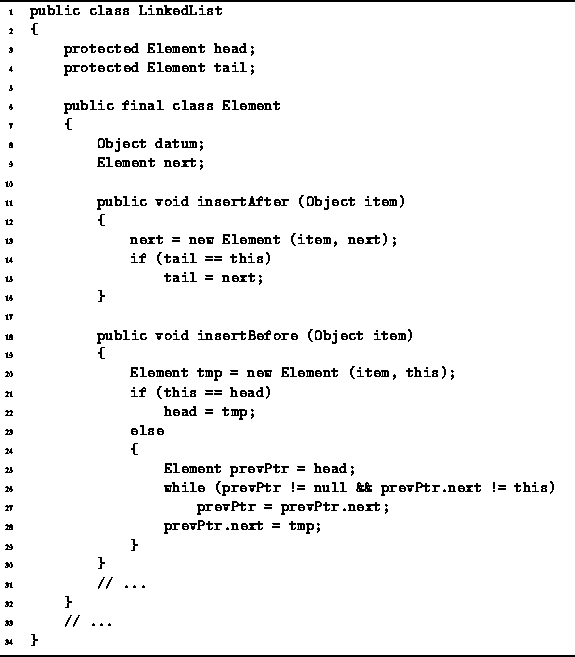 1 public class LinkedList
2 {
3 protected Element head;
4 protected Element tail;
5
6 public final class Element
7 {
8 Object datum;
9 Element next;
10
11 public void insertAfter (Object item)
12 {
13 next = new Element (item, next);
14 if (tail == this)
15 tail = next;
16 }
17
18 public void insertBefore (Object item)
19 {
20 Element tmp = new Element (item, this);
21 if (this == head)
22 head = tmp;
23 else
24 {
25 Element prevPtr = head;
26 while (prevPtr != null && prevPtr.next != this)
27 prevPtr = prevPtr.next;
28 prevPtr.next = tmp;
29 }
30 }
31 // ...
32 }
33 // ...
34 }